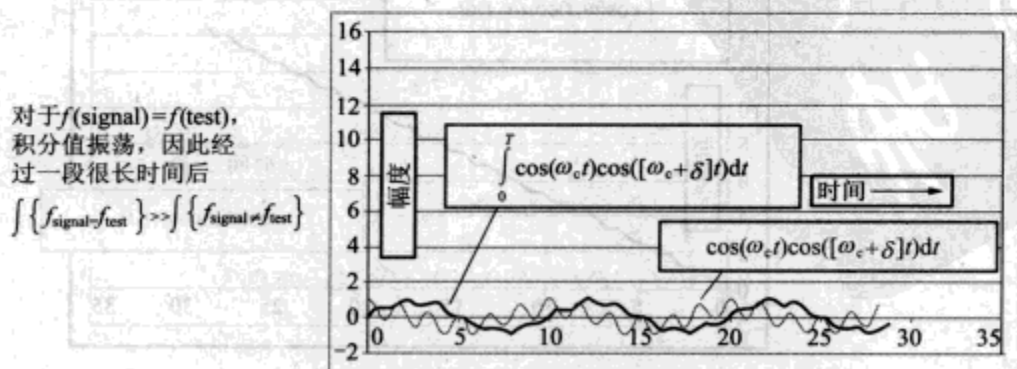 对于f(signal)=f(test),
积分值振荡，因此经
过一段很长时间后
∫{f_signal=f_test}>>∫{f_signal≠f_test}
16
14
12
10
8
6
4
2
0
−2
幅度
∫₀ᵀ cos(ω_c t)cos([ω_c+δ]t)dt
时间
cos(ω_c t)cos([ω_c+δ]t)dt
0 5 10 15 20 25 30 35